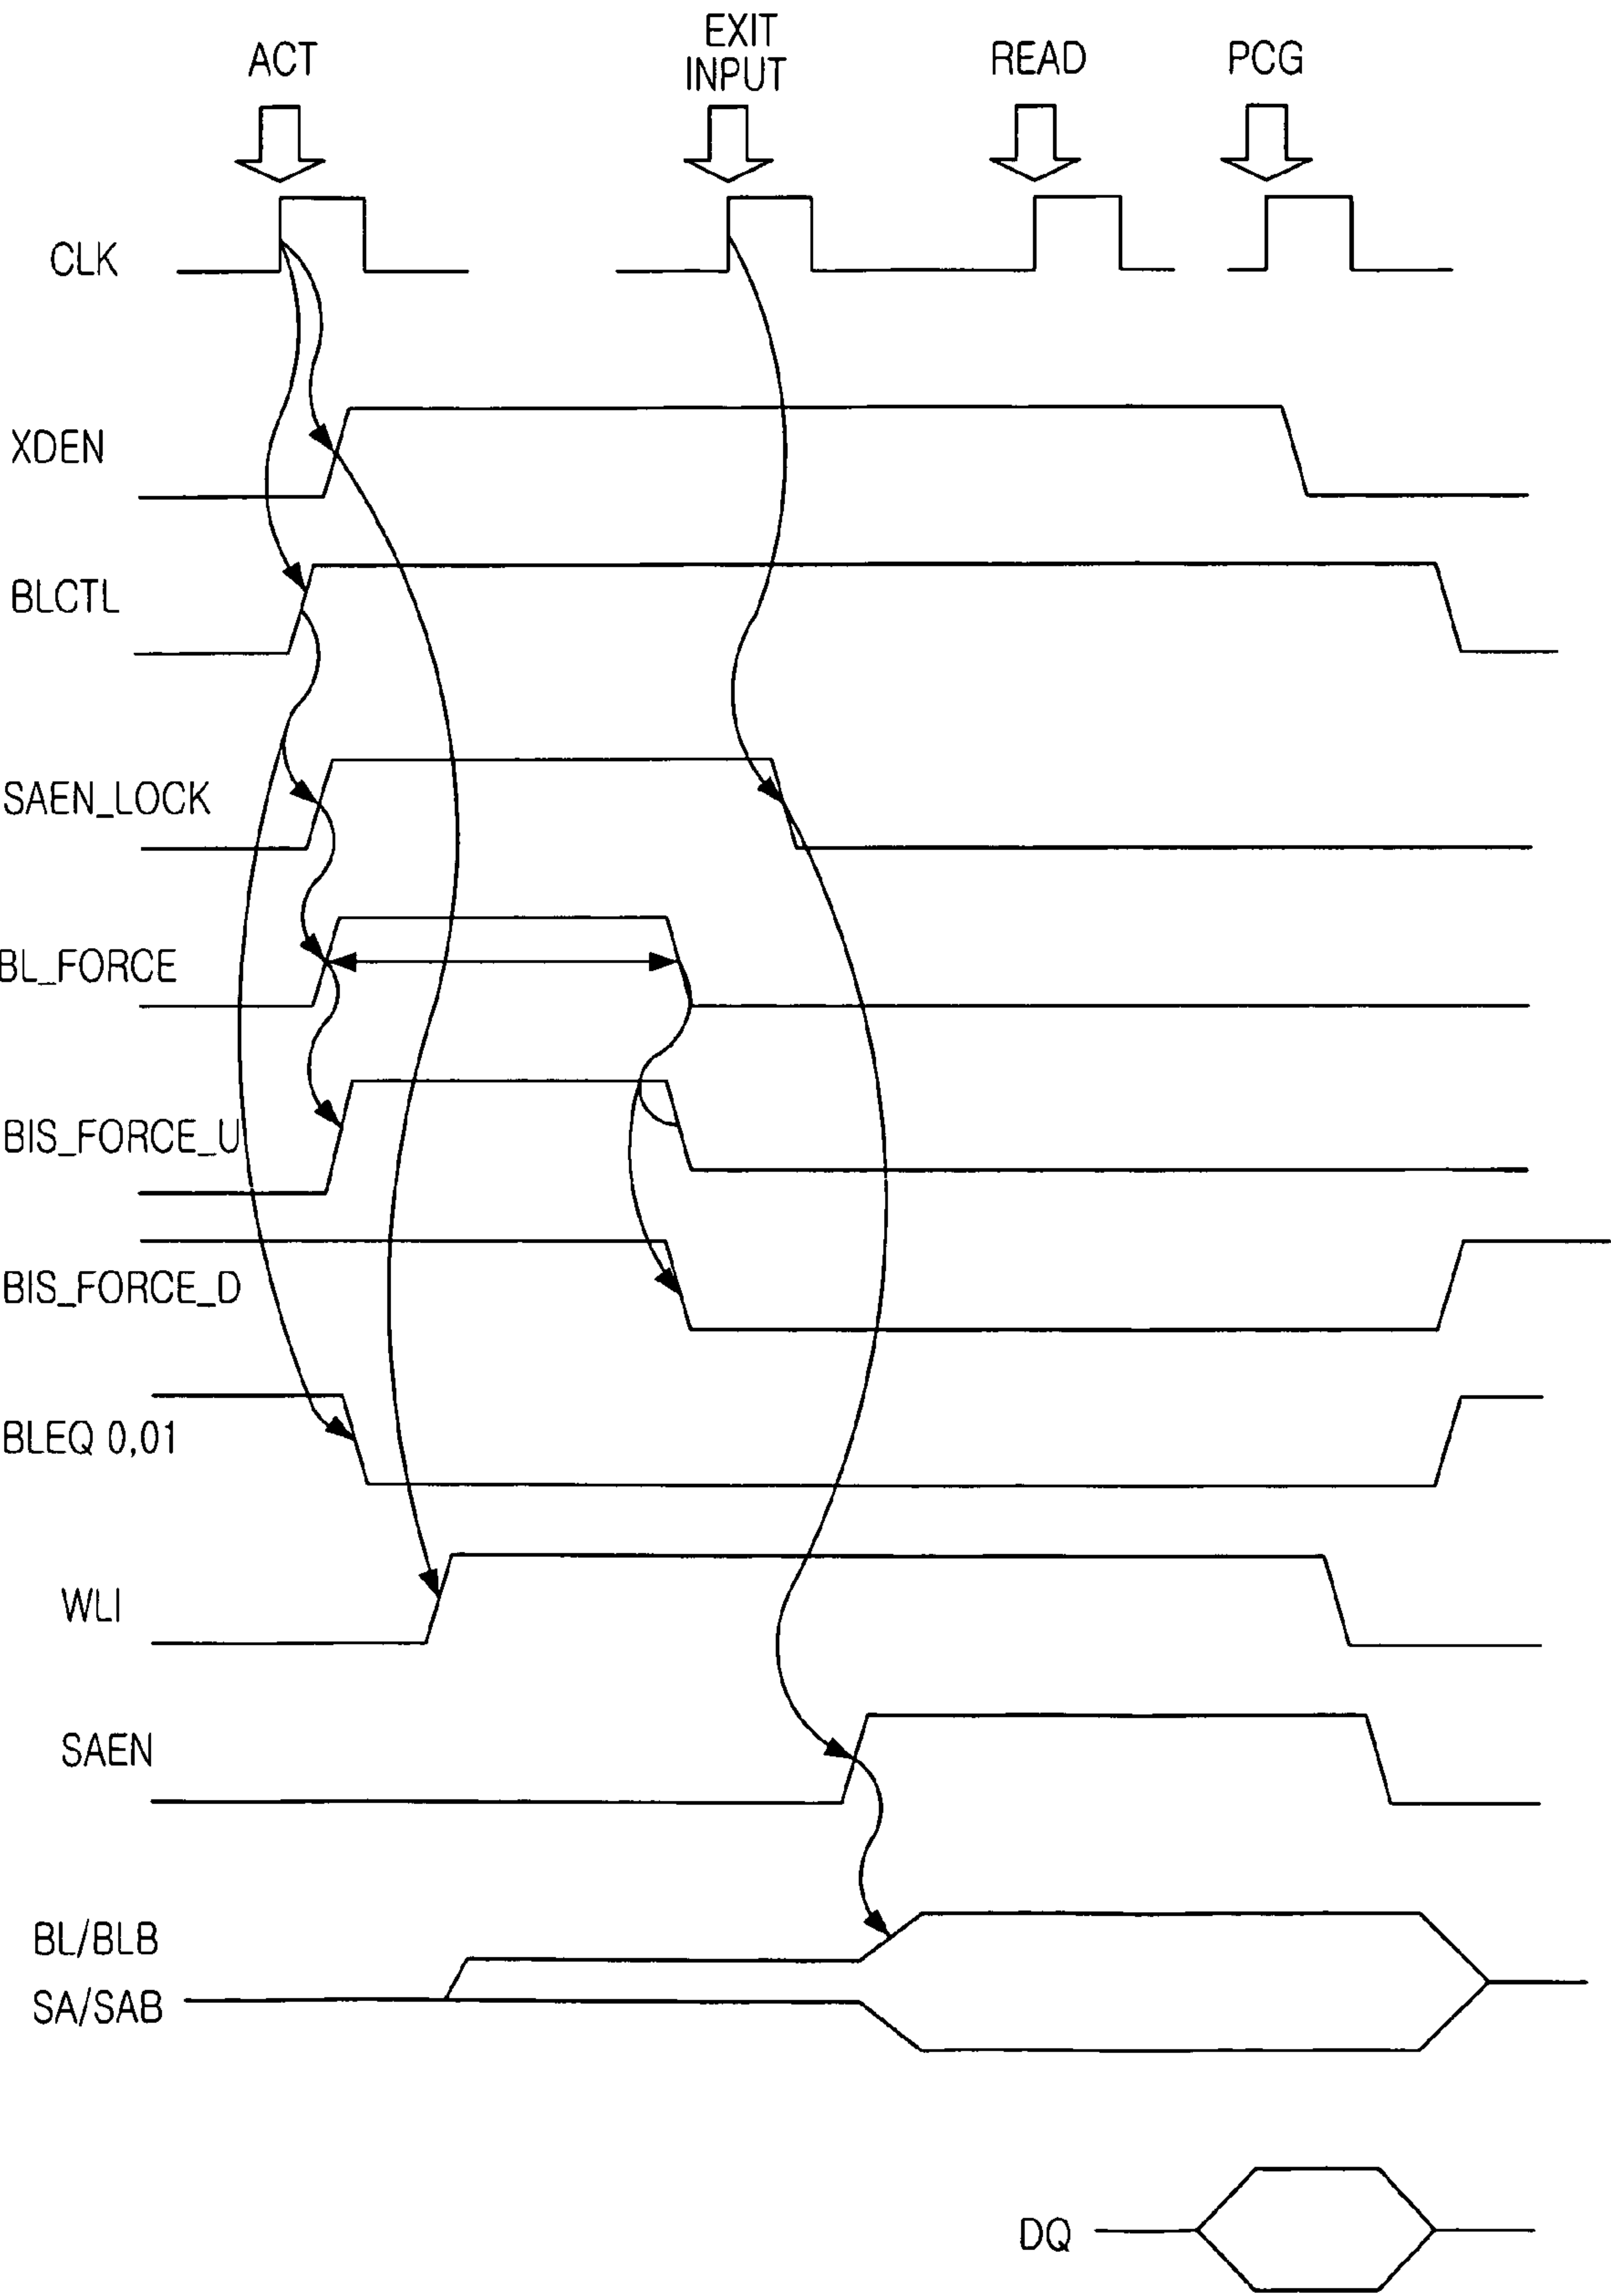 ACT
EXIT
INPUT
READ
PCG
CLK
XDEN
BLCTL
SAEN_LOCK
BL_FORCE
BIS_FORCE_U
BIS_FORCE_D
BLEQ 0,01
WLI
SAEN
BL/BLB
SA/SAB
DQ